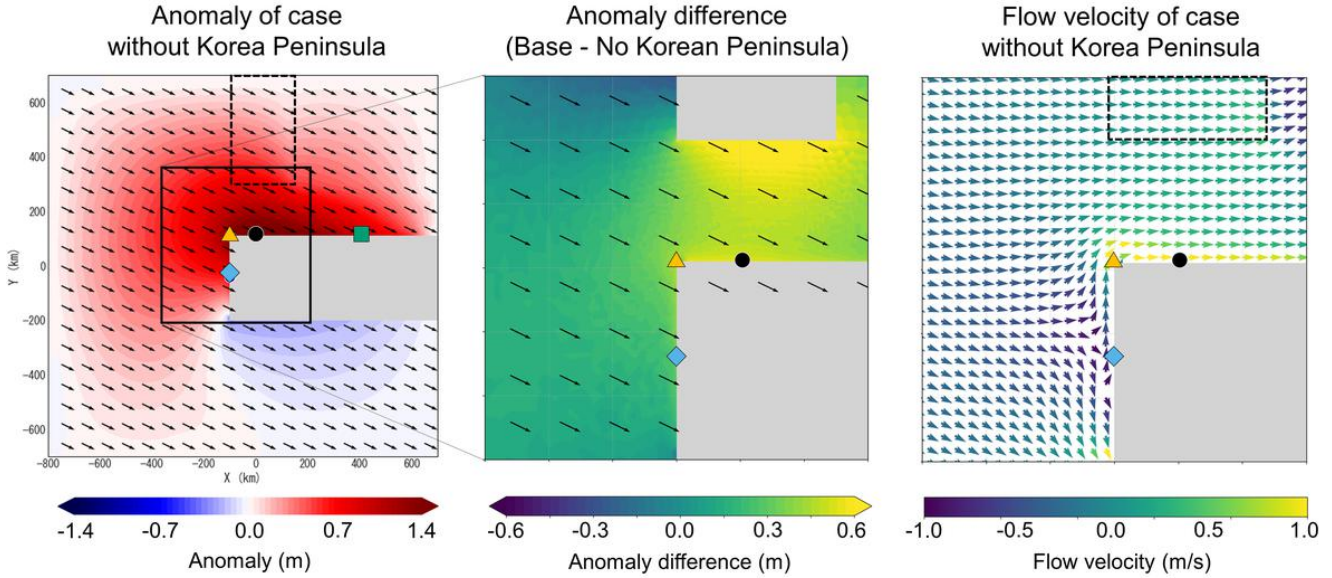 Anomaly of case
without Korea Peninsula
Anomaly difference
(Base - No Korean Peninsula)
Flow velocity of case
without Korea Peninsula
600
400
200
0
-200
-400
-600
Y (km)
-800 -600 -400 -200 0 200 400 600
X (km)
-1.4 -0.7 0.0 0.7 1.4
Anomaly (m)
-0.6 -0.3 0.0 0.3 0.6
Anomaly difference (m)
-1.0 -0.5 0.0 0.5 1.0
Flow velocity (m/s)